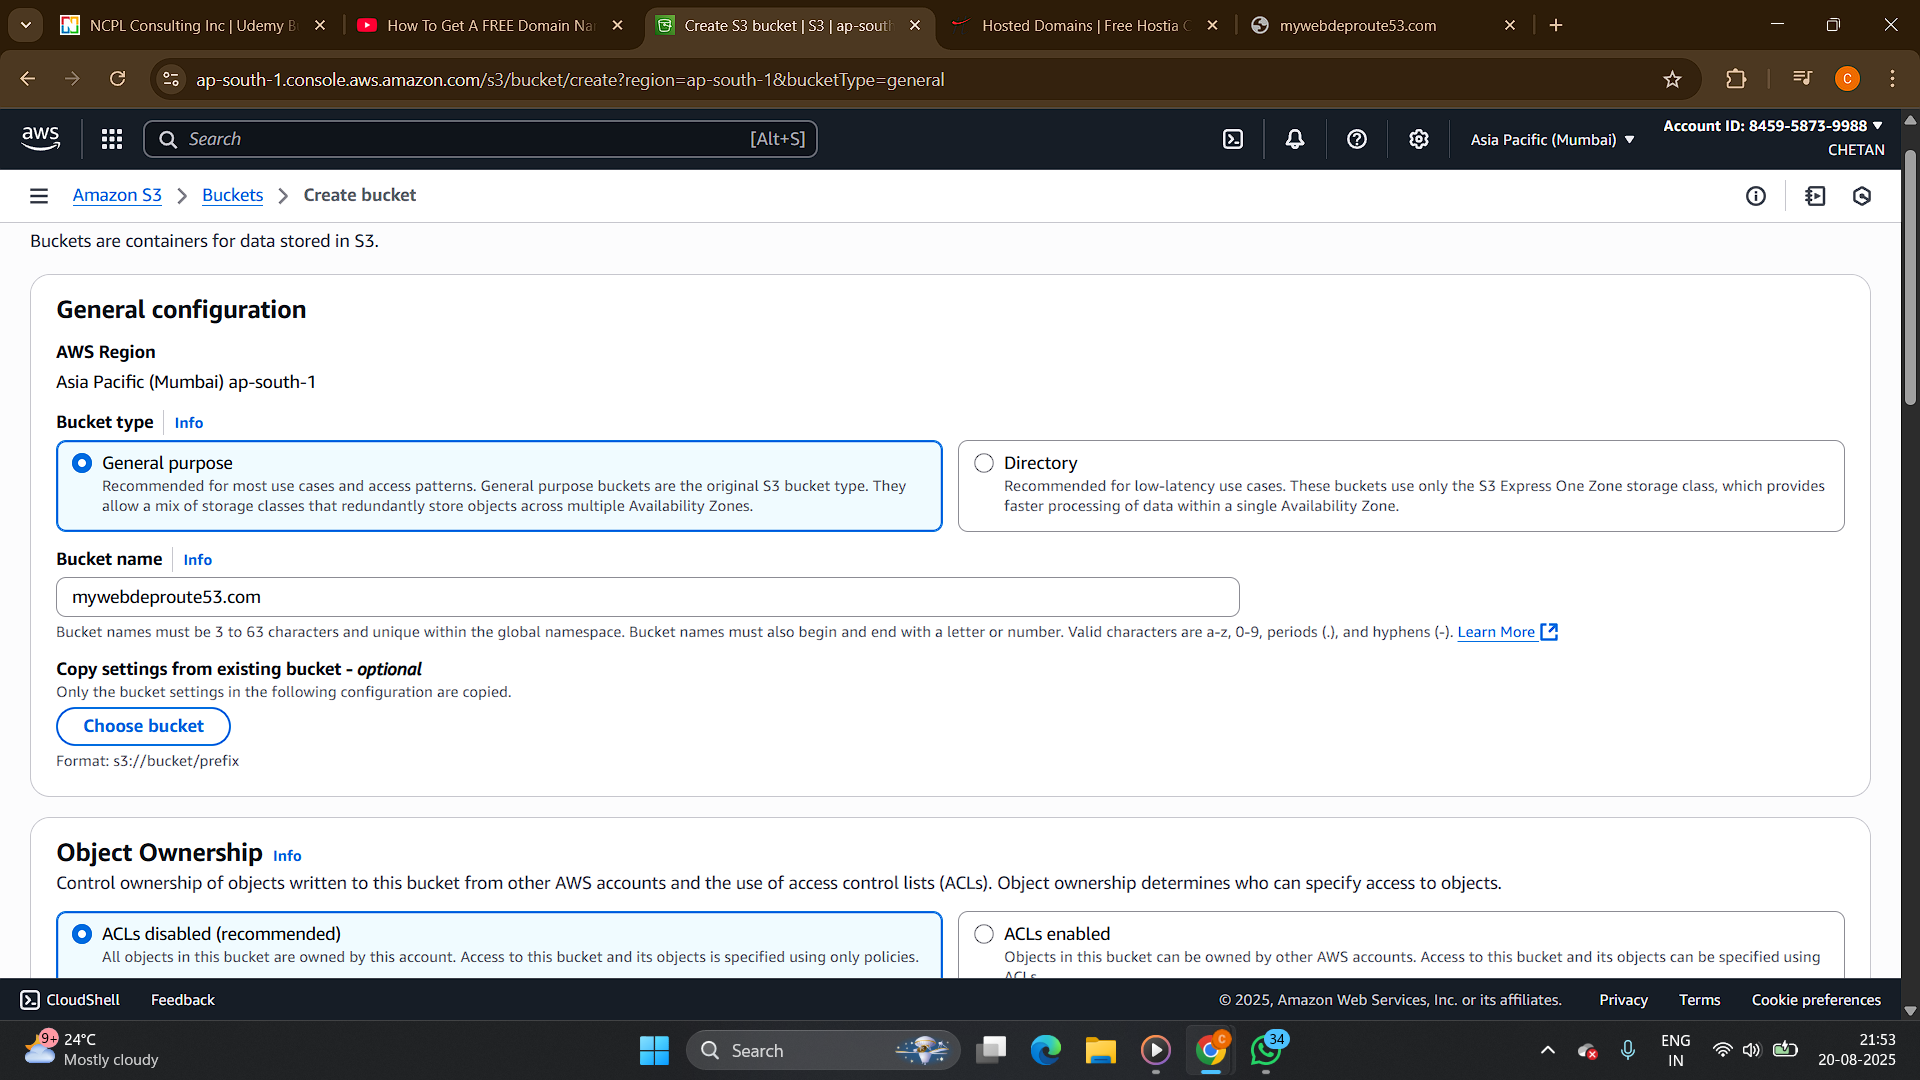 NCPL Consulting Inc | Udemy B
How To Get A FREE Domain Na
Create S3 bucket | S3 | ap-south
Hosted Domains | Free Hostia C
mywebdeproute53.com
ap-south-1.console.aws.amazon.com/s3/bucket/create?region=ap-south-1&bucketType=general
C
aws
Search
[Alt+S]
Asia Pacific (Mumbai)
Account ID: 8459-5873-9988
CHETAN
Amazon S3
Buckets
Create bucket
Buckets are containers for data stored in S3.
General configuration
AWS Region
Asia Pacific (Mumbai) ap-south-1
Bucket type
Info
General purpose
Recommended for most use cases and access patterns. General purpose buckets are the original S3 bucket type. They
allow a mix of storage classes that redundantly store objects across multiple Availability Zones.
Directory
Recommended for low-latency use cases. These buckets use only the S3 Express One Zone storage class, which provides
faster processing of data within a single Availability Zone.
Bucket name
Info
mywebdeproute53.com
Bucket names must be 3 to 63 characters and unique within the global namespace. Bucket names must also begin and end with a letter or number. Valid characters are a-z, 0-9, periods (.), and hyphens (-). Learn More
Copy settings from existing bucket - optional
Only the bucket settings in the following configuration are copied.
Choose bucket
Format: s3://bucket/prefix
Object Ownership
Info
Control ownership of objects written to this bucket from other AWS accounts and the use of access control lists (ACLs). Object ownership determines who can specify access to objects.
ACLs disabled (recommended)
All objects in this bucket are owned by this account. Access to this bucket and its objects is specified using only policies.
ACLs enabled
Objects in this bucket can be owned by other AWS accounts. Access to this bucket and its objects can be specified using
ACLs.
CloudShell
Feedback
© 2025, Amazon Web Services, Inc. or its affiliates.
Privacy
Terms
Cookie preferences
9+
24°C
Mostly cloudy
Search
C
34
ENG
IN
21:53
20-08-2025